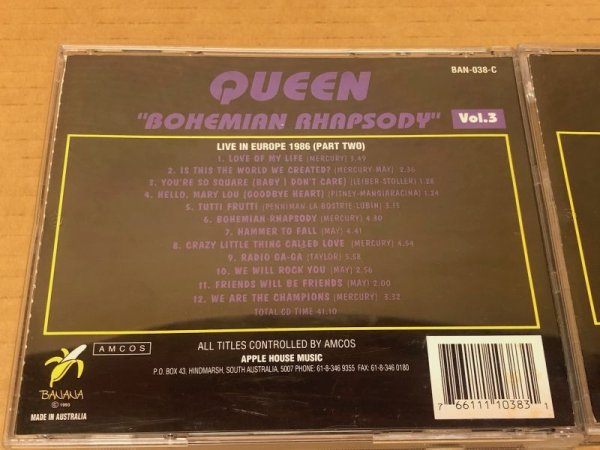 QUEEN
BAN-038-C
"BOHEMIAN RHAPSODY" Vol.3
LIVE IN EUROPE 1986 (PART TWO)
1. LOVE OF MY LIFE (MERCURY) 3.49
2. IS THIS THE WORLD WE CREATED? (MERCURY-MAY) 2.36
3. YOU'RE SO SQUARE (BABY I DON'T CARE) (LEIBER-STOLLER) 1.24
4. HELLO, MARY LOU (GOODBYE HEART) (PITNEY-MANGIARACINA) 1.24
5. TUTTI FRUTTI (PENNIMAN-LA-BOSTRIE-LUBIN) 3.13
6. BOHEMIAN RHAPSODY (MERCURY) 4.30
7. HAMMER TO FALL (MAY) 4.41
8. CRAZY LITTLE THING CALLED LOVE (MERCURY) 4.54
9. RADIO GA-GA (TAYLOR) 5.58
10. WE WILL ROCK YOU (MAY) 2.56
11. FRIENDS WILL BE FRIENDS (MAY) 2.00
12. WE ARE THE CHAMPIONS (MERCURY) 3.32
TOTAL CD TIME 41.10
AMCOS
ALL TITLES CONTROLLED BY AMCOS
APPLE HOUSE MUSIC
P.O. BOX 43, HINDMARSH, SOUTH AUSTRALIA, 5007 PHONE: 61-8-346 9355 FAX: 61-8-346 0180
BANANA
© 1993
MADE IN AUSTRALIA
7 66111 10383 1